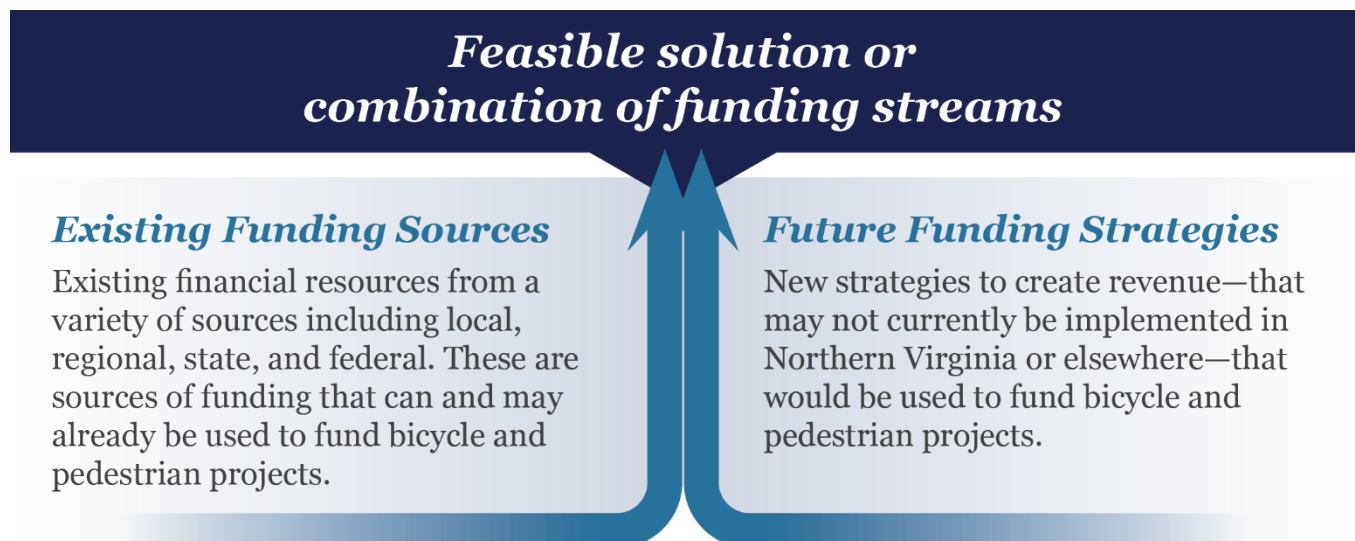 Feasible solution or
combination of funding streams
Existing Funding Sources
Existing financial resources from a
variety of sources including local,
regional, state, and federal. These are
sources of funding that can and may
already be used to fund bicycle and
pedestrian projects.
Future Funding Strategies
New strategies to create revenue—that
may not currently be implemented in
Northern Virginia or elsewhere—that
would be used to fund bicycle and
pedestrian projects.